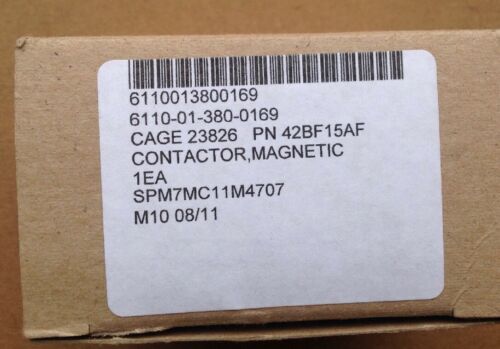 6110013800169
6110-01-380-0169
CAGE 23826 PN 42BF15AF
CONTACTOR,MAGNETIC
1EA
SPM7MC11M4707
M10 08/11